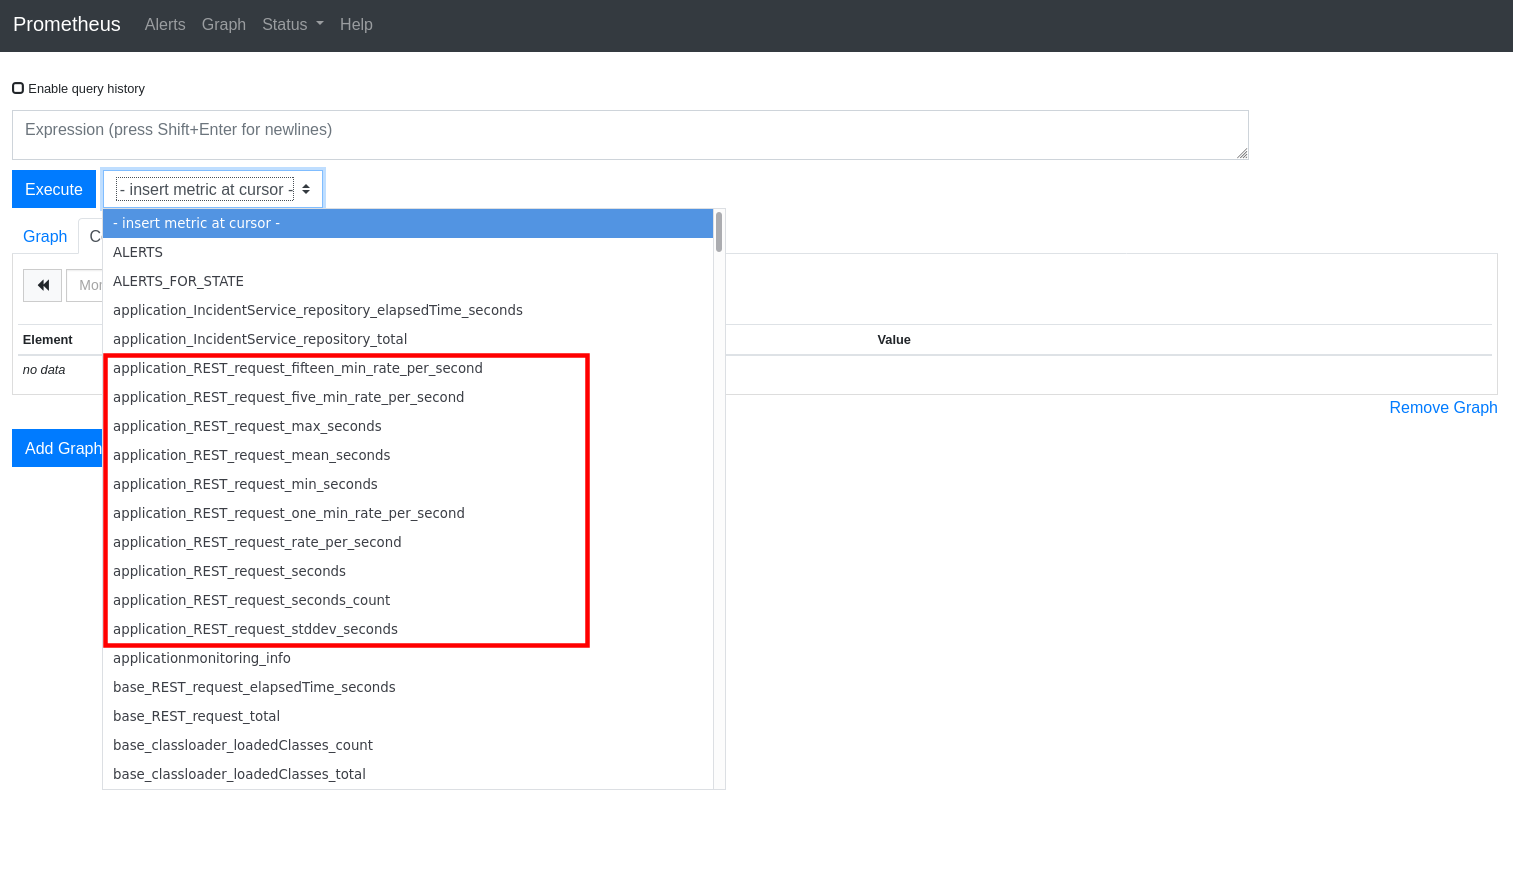 Prometheus Alerts Graph Status Help
Enable query history
Expression (press Shift+Enter for newlines)
Execute - insert metric at cursor -
- insert metric at cursor -
Graph
ALERTS
ALERTS_FOR_STATE
application_IncidentService_repository_elapsedTime_seconds
application_IncidentService_repository_total
Element Value
no data
application_REST_request_fifteen_min_rate_per_second
application_REST_request_five_min_rate_per_second
Remove Graph
application_REST_request_max_seconds
Add Graph
application_REST_request_mean_seconds
application_REST_request_min_seconds
application_REST_request_one_min_rate_per_second
application_REST_request_rate_per_second
application_REST_request_seconds
application_REST_request_seconds_count
application_REST_request_stddev_seconds
applicationmonitoring_info
base_REST_request_elapsedTime_seconds
base_REST_request_total
base_classloader_loadedClasses_count
base_classloader_loadedClasses_total